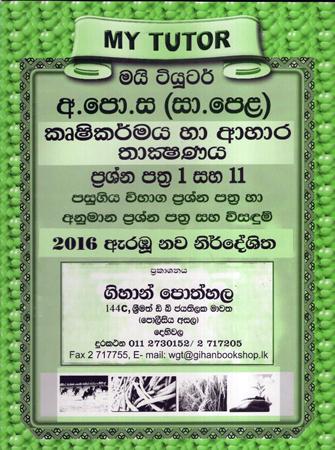 MY TUTOR
මයි ටියුටර්
අ.පො.ස (සා.පෙළ)
කෘෂිකර්මය හා ආහාර
තාක්ෂණය
ප්‍රශ්න පත්‍ර 1 සහ 11
පසුගිය විභාග ප්‍රශ්න පත්‍ර හා
අනුමාන ප්‍රශ්න පත්‍ර සහ විසඳුම්
2016 ඇරඹූ නව නිර්දේශිත
ප්‍රකාශනය
ගිහාන් පොත්හල
144C, ශ්‍රීමත් ඩී බී ජයතිලක මාවත
(පොලීසිය අසල)
දෙහිවල
දුරකථන 011 2730152/ 2 717205
Fax 2 717755, E- mail: wgt@gihanbookshop.lk